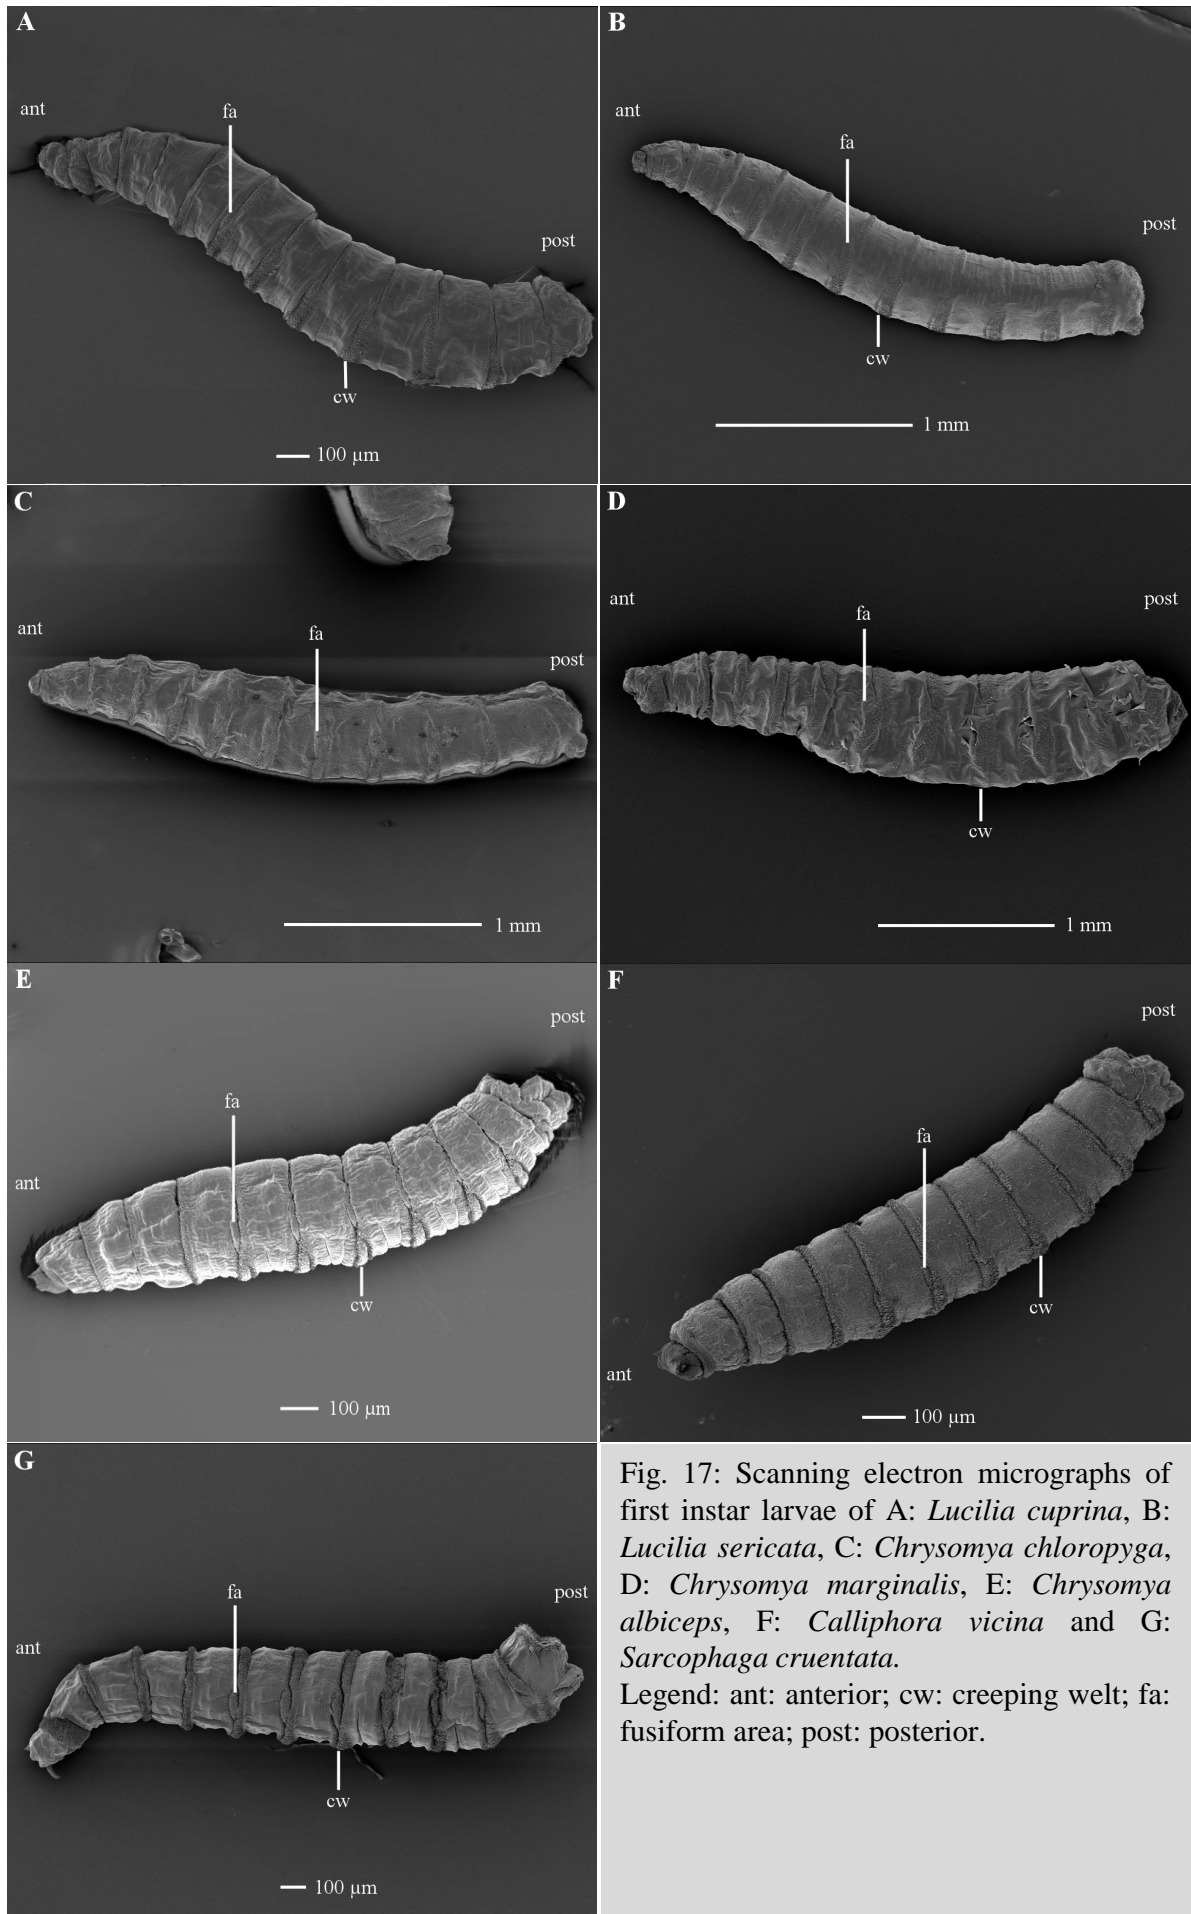 A
ant
fa
post
cw
100 µm
B
ant
fa
post
cw
1 mm
C
ant
fa
post
1 mm
D
ant
fa
post
cw
1 mm
E
post
fa
ant
cw
100 µm
F
post
fa
cw
ant
100 µm
G
fa
post
ant
cw
100 µm
Fig. 17: Scanning electron micrographs of
first instar larvae of A: Lucilia cuprina, B:
Lucilia sericata, C: Chrysomya chloropyga,
D: Chrysomya marginalis, E: Chrysomya
albiceps, F: Calliphora vicina and G:
Sarcophaga cruentata.
Legend: ant: anterior; cw: creeping welt; fa:
fusiform area; post: posterior.